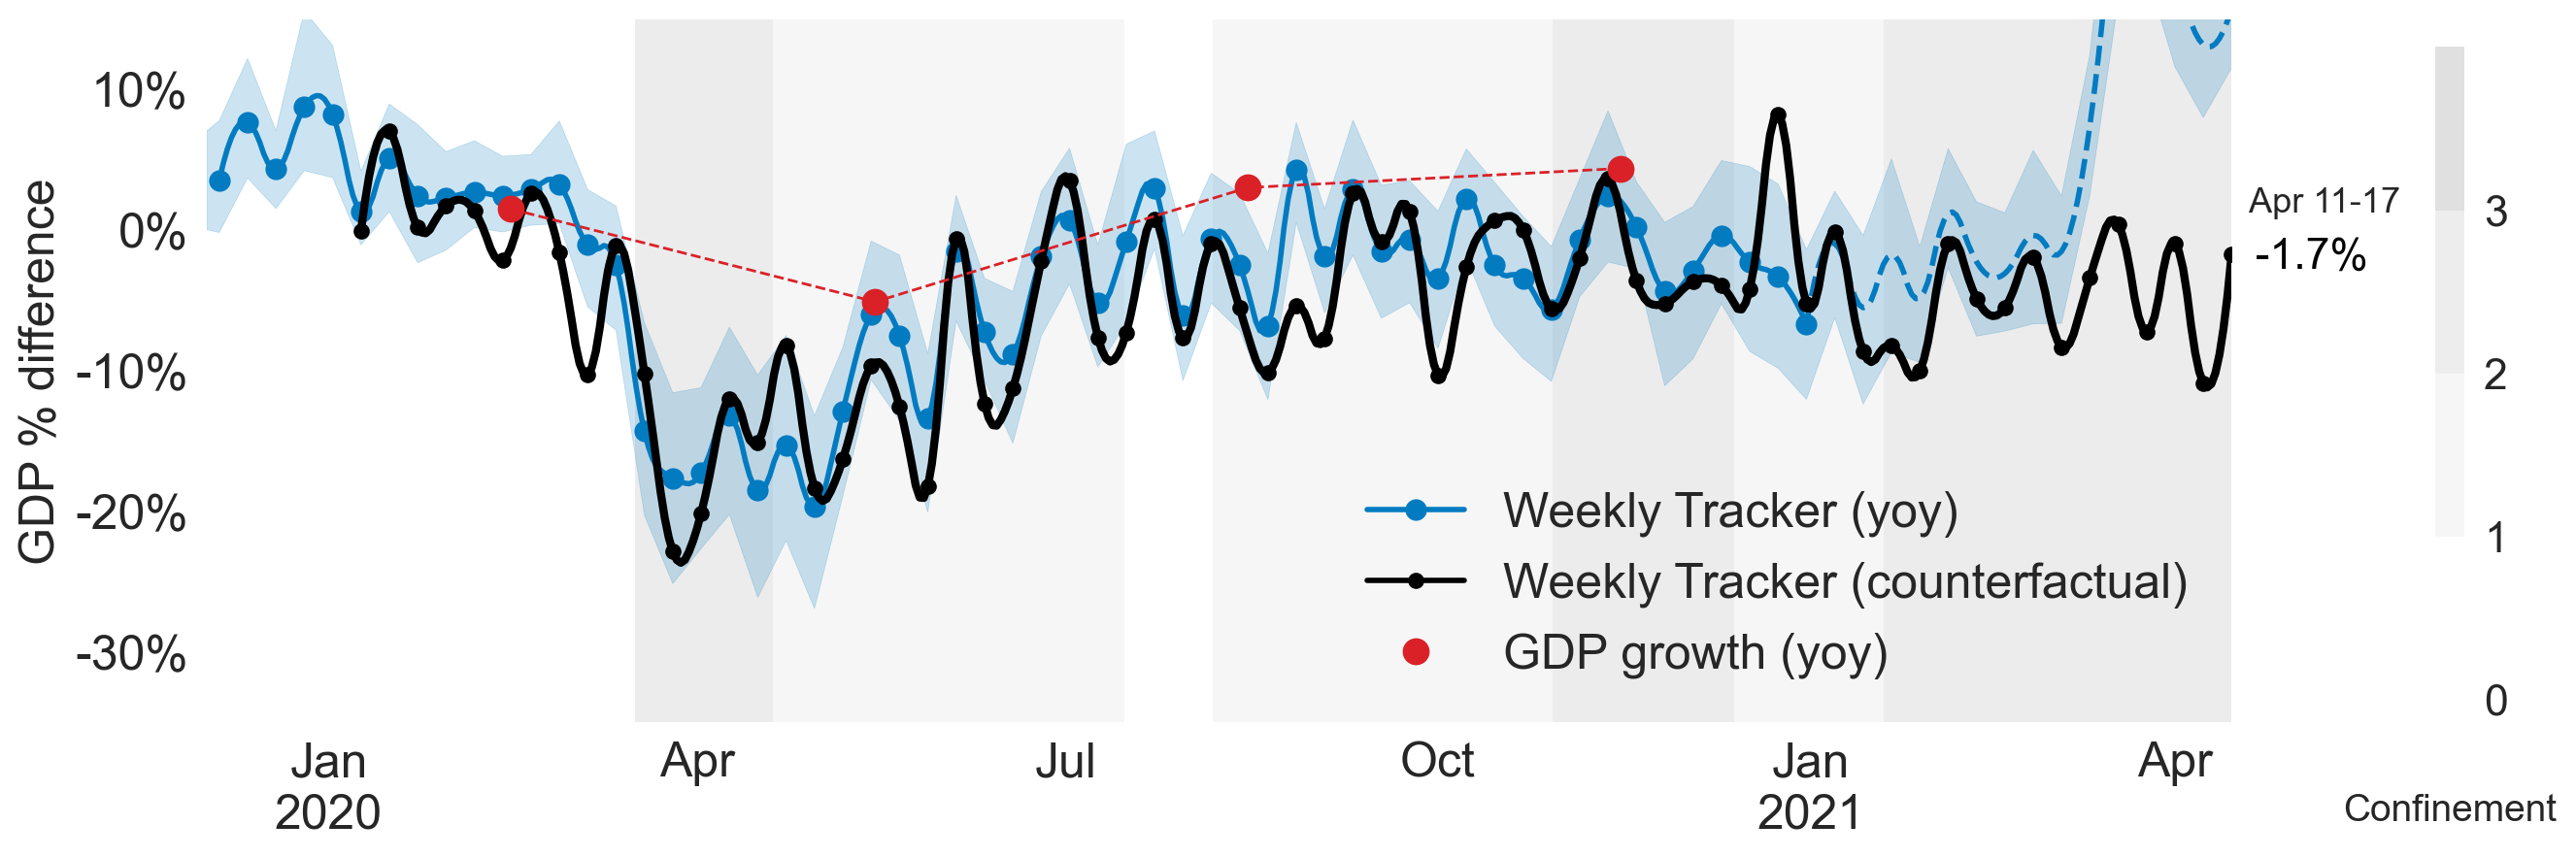 GDP % difference
10%
0%
-10%
-20%
-30%
Jan
2020
Apr
Jul
Oct
Jan
2021
Apr
Weekly Tracker (yoy)
Weekly Tracker (counterfactual)
GDP growth (yoy)
Apr 11-17
-1.7%
3
2
1
0
Confinement